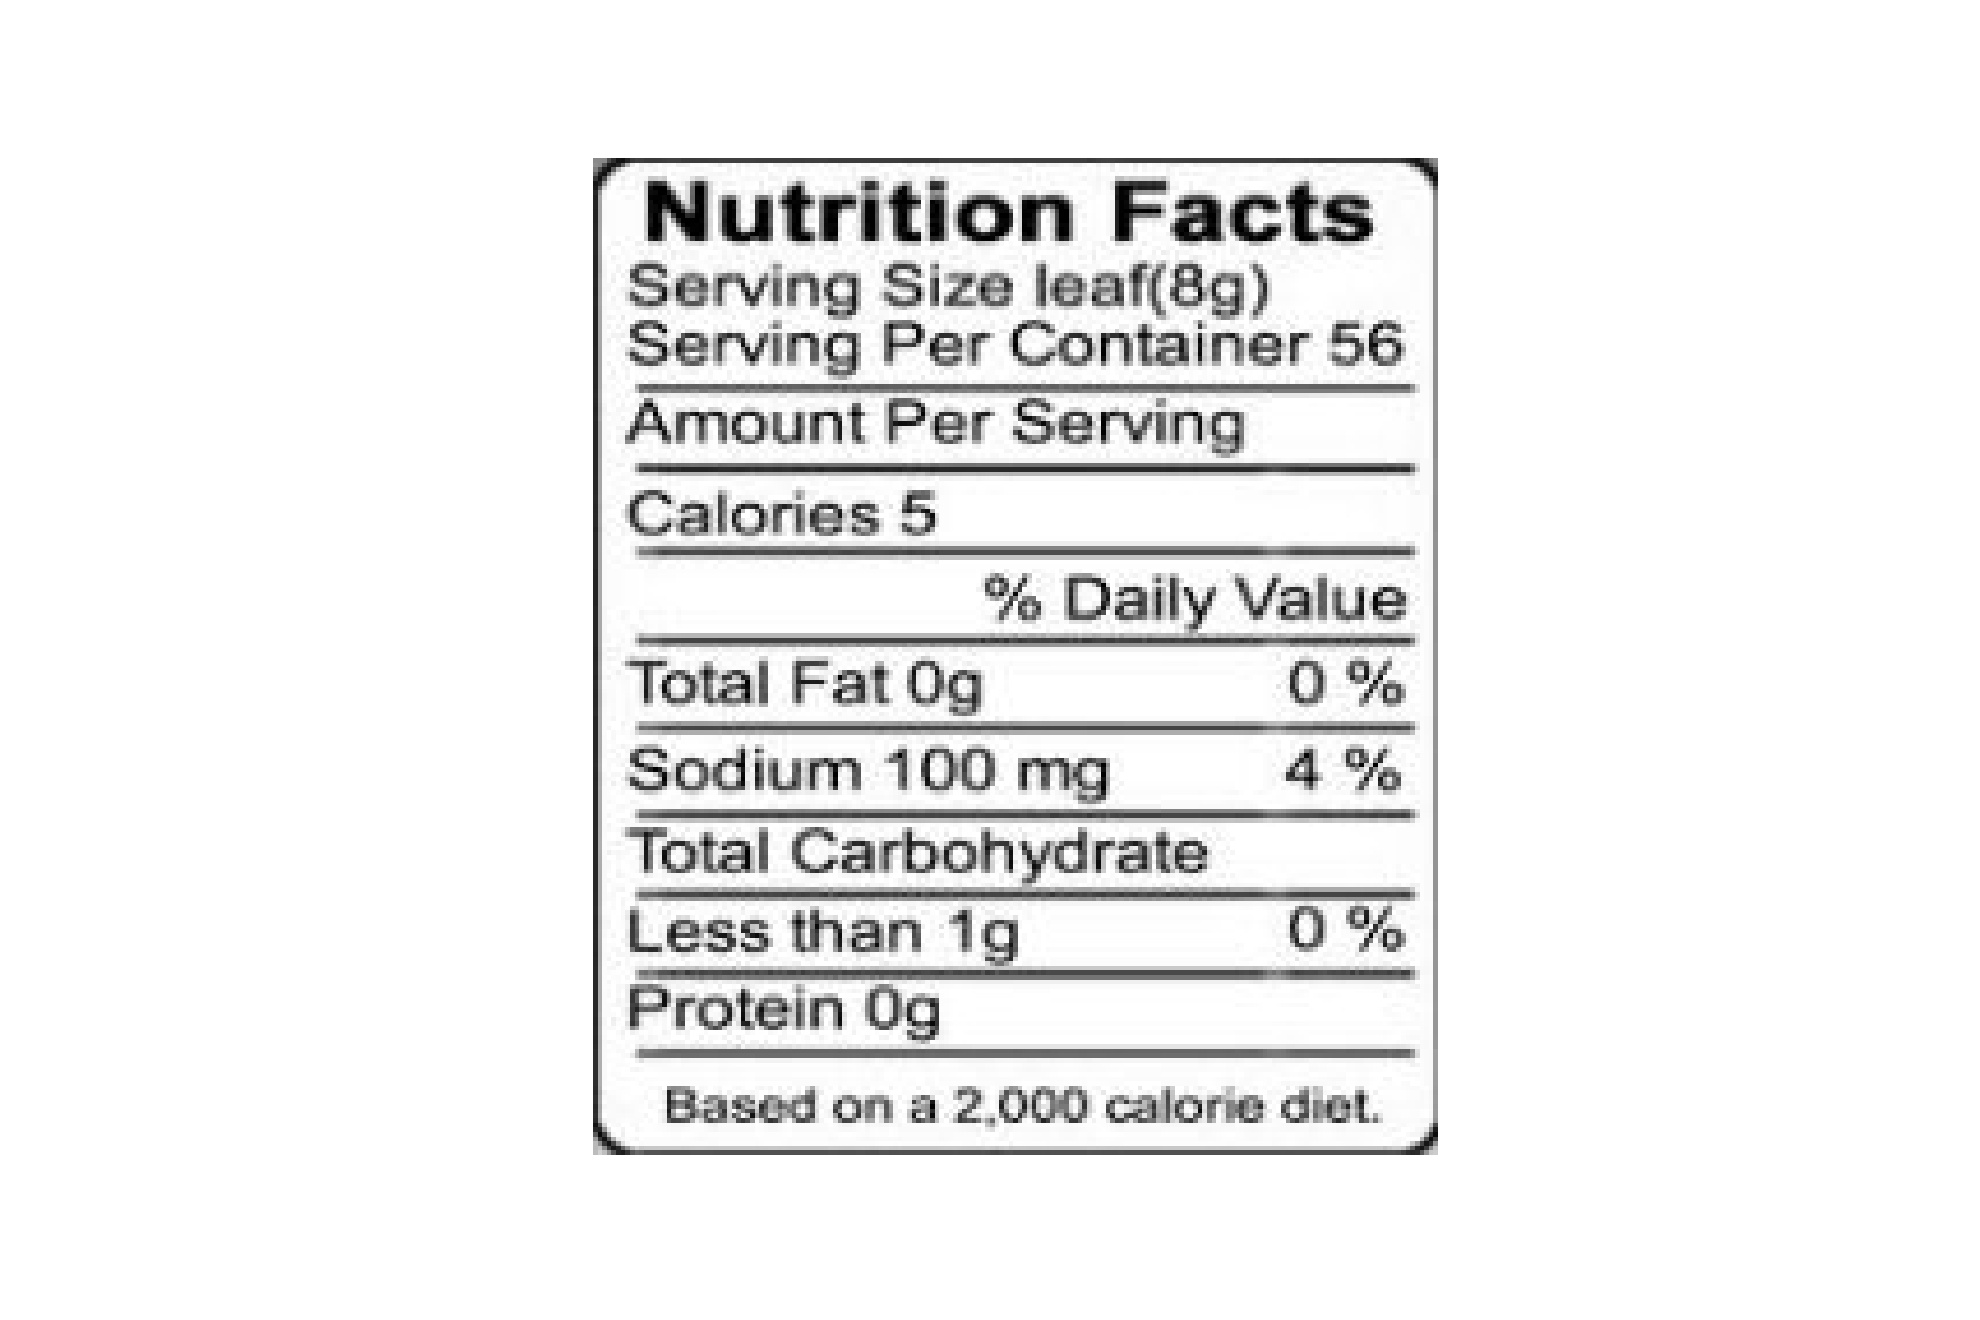 Nutrition Facts
Serving Size leaf(8g)
Serving Per Container 56
Amount Per Serving
Calories 5
% Daily Value
Total Fat 0g 0 %
Sodium 100 mg 4 %
Total Carbohydrate
Less than 1g 0 %
Protein 0g
Based on a 2,000 calorie diet.